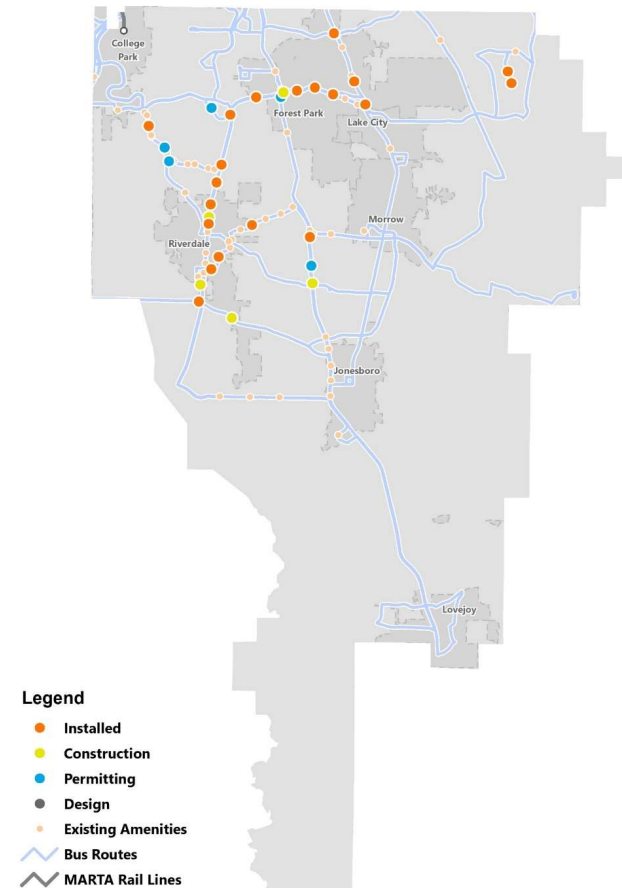 College
Park
Forest Park
Lake City
Morrow
Riverdale
Jonesboro
Lovejoy
Legend
Installed
Construction
Permitting
Design
Existing Amenities
Bus Routes
MARTA Rail Lines